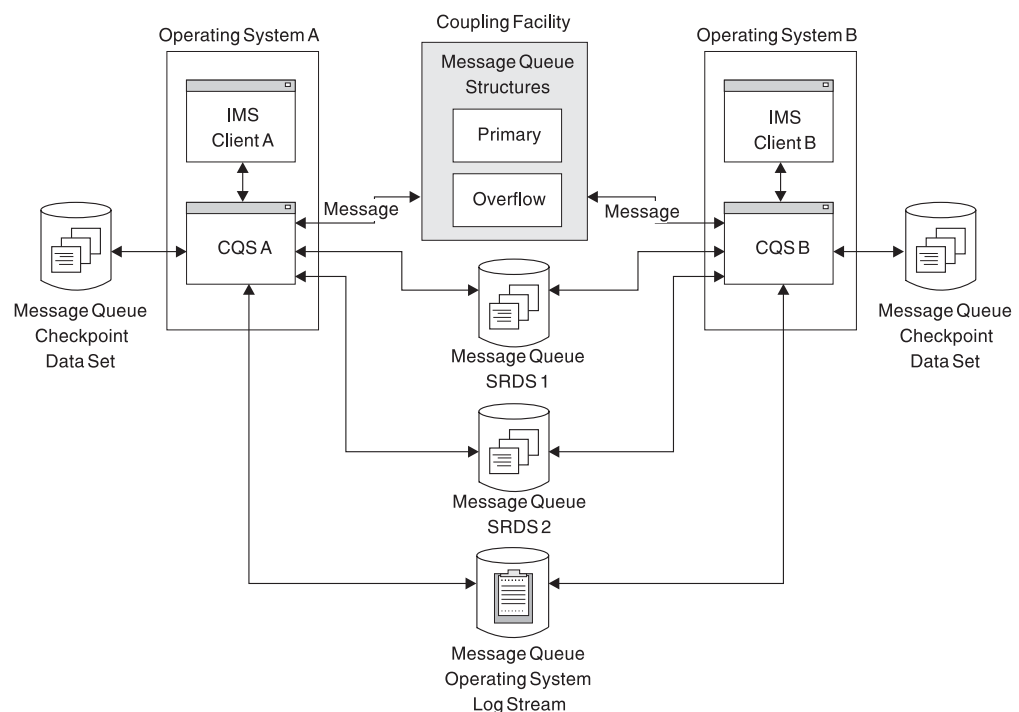 Coupling Facility
Operating System A
Operating System B
Message Queue
Structures
IMS
Client A
Primary
IMS
Client B
Overflow
Message
Message
CQS A
CQS B
Message Queue
Checkpoint
Data Set
Message Queue
Checkpoint
Data Set
Message Queue
SRDS 1
Message Queue
SRDS 2
Message Queue
Operating System
Log Stream